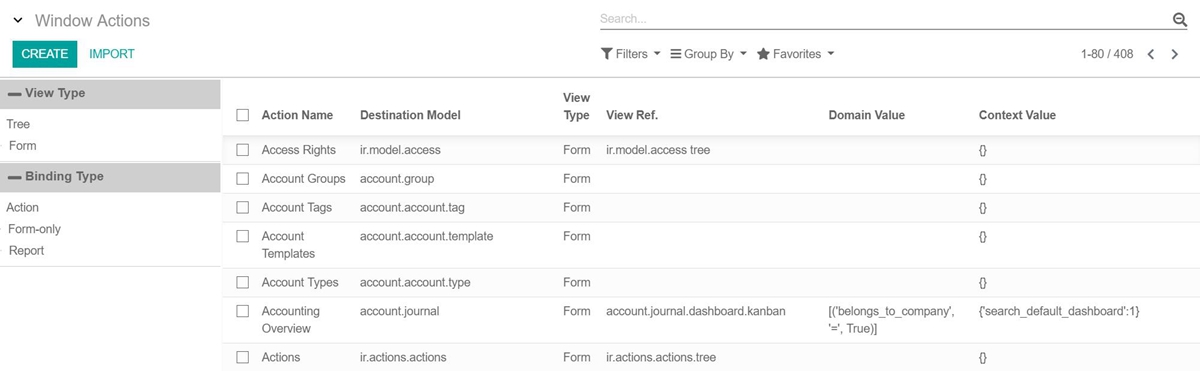 Window Actions
Search...
CREATE IMPORT
Filters Group By Favorites 1-80 / 408
View Type
Tree
Form
Binding Type
Action
Form-only
Report
Action Name Destination Model View Type View Ref. Domain Value Context Value
Access Rights ir.model.access Form ir.model.access tree {}
Account Groups account.group Form {}
Account Tags account.account.tag Form {}
Account Templates account.account.template Form {}
Account Types account.account.type Form {}
Accounting Overview account.journal Form account.journal.dashboard.kanban [('belongs_to_company', '=', True)] {'search_default_dashboard':1}
Actions ir.actions.actions Form ir.actions.actions.tree {}